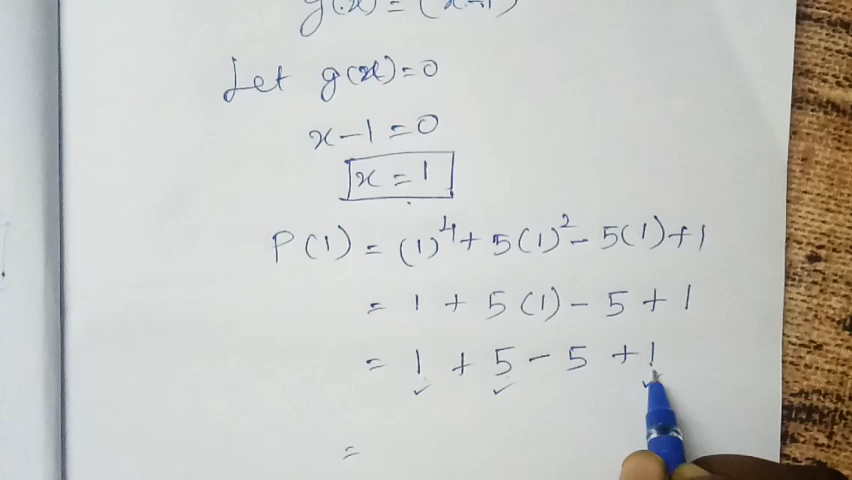 g(x) = (x-1)
Let g(x)=0
x-1=0
x = 1
P(1) = (1)⁴ + 5(1)² - 5(1)+1
= 1 + 5(1) - 5 + 1
= 1 + 5 - 5 + 1
=